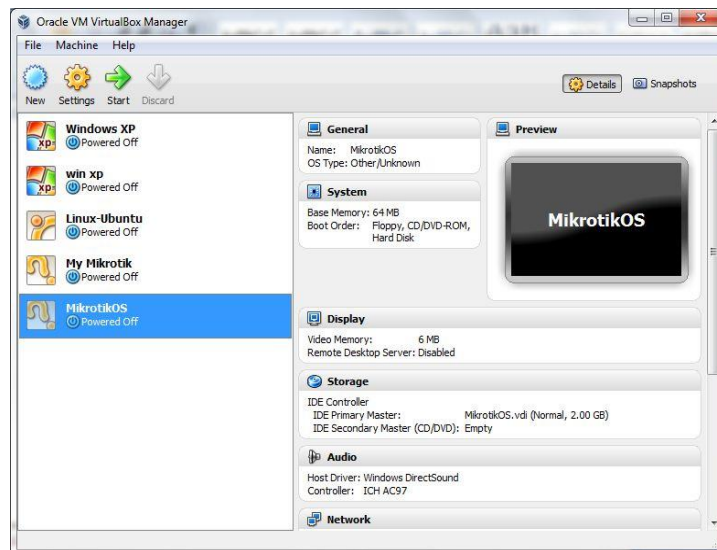 Oracle VM VirtualBox Manager
File Machine Help
New Settings Start Discard
Details Snapshots
Windows XP
Powered Off
win xp
Powered Off
Linux-Ubuntu
Powered Off
My Mikrotik
Powered Off
MikrotikOS
Powered Off
General
Name: MikrotikOS
OS Type: Other/Unknown
System
Base Memory: 64 MB
Boot Order: Floppy, CD/DVD-ROM,
Hard Disk
Preview
MikrotikOS
Display
Video Memory: 6 MB
Remote Desktop Server: Disabled
Storage
IDE Controller
IDE Primary Master: MikrotikOS.vdi (Normal, 2.00 GB)
IDE Secondary Master (CD/DVD): Empty
Audio
Host Driver: Windows DirectSound
Controller: ICH AC97
Network